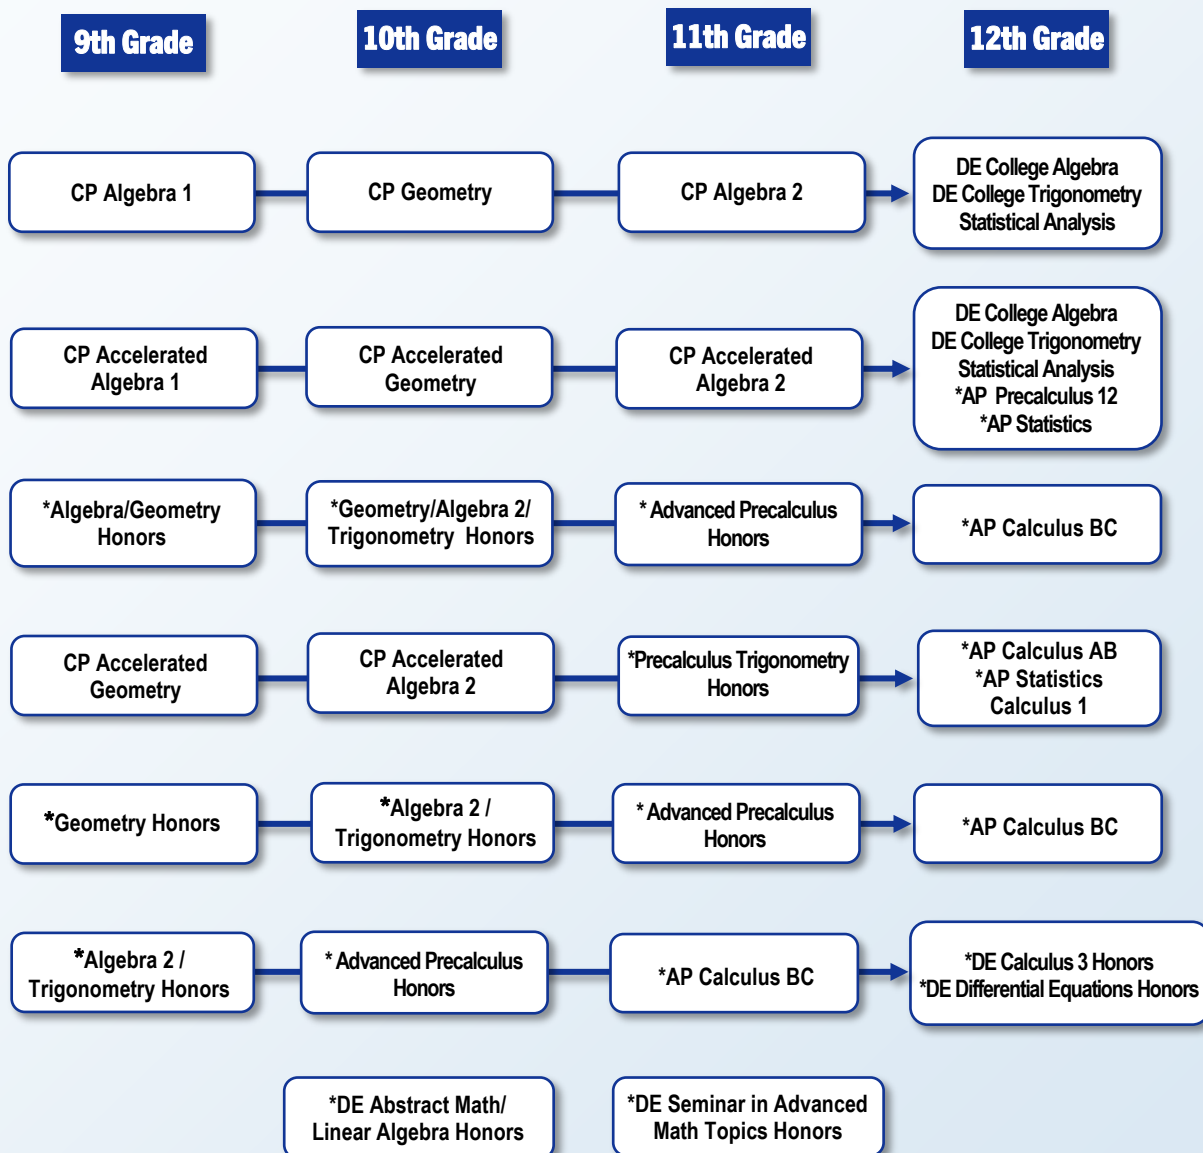 9th Grade
10th Grade
11th Grade
12th Grade
CP Algebra 1
CP Geometry
CP Algebra 2
DE College Algebra
DE College Trigonometry
Statistical Analysis
CP Accelerated
Algebra 1
CP Accelerated
Geometry
CP Accelerated
Algebra 2
DE College Algebra
DE College Trigonometry
Statistical Analysis
*AP Precalculus 12
*AP Statistics
*Algebra/Geometry
Honors
*Geometry/Algebra 2/
Trigonometry Honors
* Advanced Precalculus
Honors
*AP Calculus BC
CP Accelerated
Geometry
CP Accelerated
Algebra 2
*Precalculus Trigonometry
Honors
*AP Calculus AB
*AP Statistics
Calculus 1
*Geometry Honors
*Algebra 2 /
Trigonometry Honors
* Advanced Precalculus
Honors
*AP Calculus BC
*Algebra 2 /
Trigonometry Honors
* Advanced Precalculus
Honors
*AP Calculus BC
*DE Calculus 3 Honors
*DE Differential Equations Honors
*DE Abstract Math/
Linear Algebra Honors
*DE Seminar in Advanced
Math Topics Honors